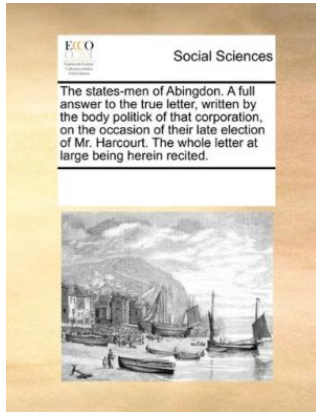 ECCO
Social Sciences
The states-men of Abingdon. A full
answer to the true letter, written by
the body politick of that corporation,
on the occasion of their late election
of Mr. Harcourt. The whole letter at
large being herein recited.